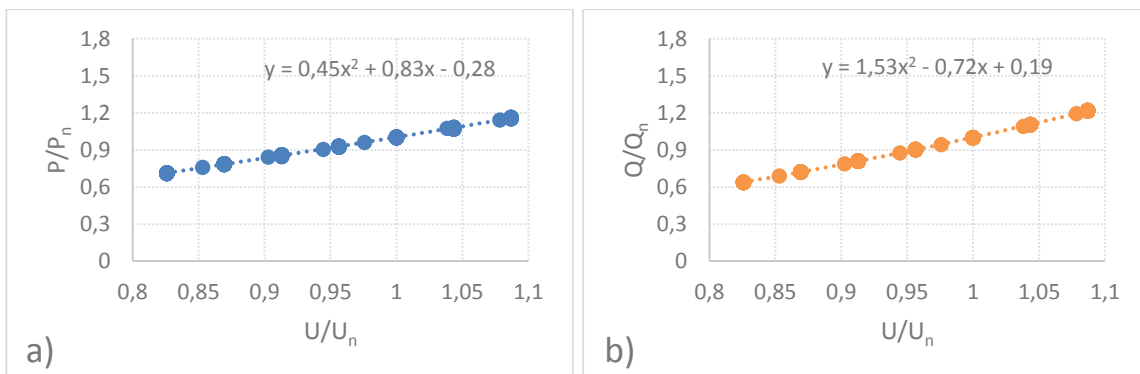 P/Pn
1,8
1,5
1,2
0,9
0,6
0,3
0
y = 0,45x² + 0,83x - 0,28
0,8 0,85 0,9 0,95 1 1,05 1,1
U/Un
a)
Q/Qn
1,8
1,5
1,2
0,9
0,6
0,3
0
y = 1,53x² - 0,72x + 0,19
0,8 0,85 0,9 0,95 1 1,05 1,1
U/Un
b)